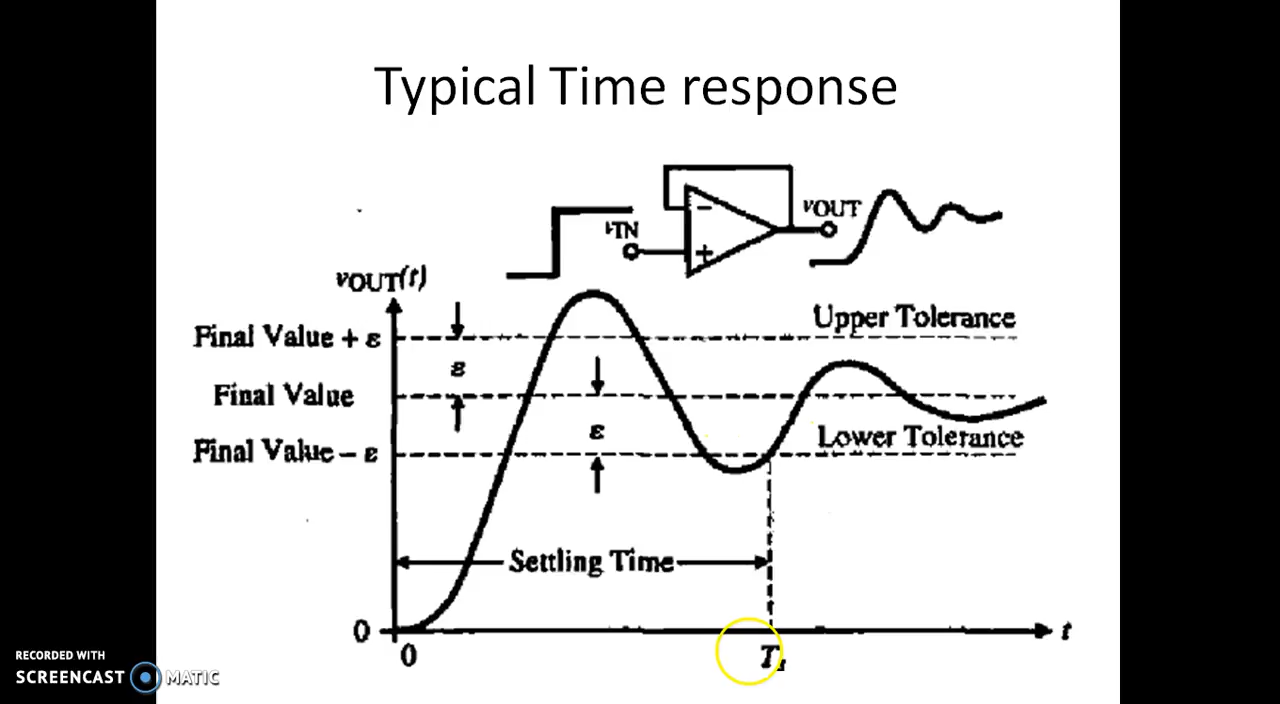 Typical Time response
vIN
vOUT
vOUT(t)
Upper Tolerance
Final Value + ε
ε
Final Value
ε
Lower Tolerance
Final Value – ε
Settling Time
0
t
0
Ts
RECORDED WITH
SCREENCAST MATIC